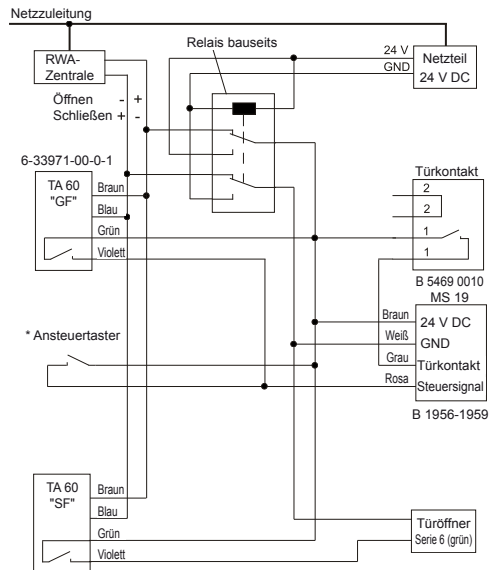 Netzzuleitung
RWA-
Zentrale
Relais bauseits
24 V
GND
Netzteil
24 V DC
Öffnen - +
Schließen + -
6-33971-00-0-1
TA 60
"GF"
Braun
Blau
Grün
Violett
Türkontakt
2
2
1
1
B 5469 0010
MS 19
Braun
Weiß
Grau
Rosa
24 V DC
GND
Türkontakt
Steuersignal
B 1956-1959
* Ansteuertaster
TA 60
"SF"
Braun
Blau
Grün
Violett
Türöffner
Serie 6 (grün)